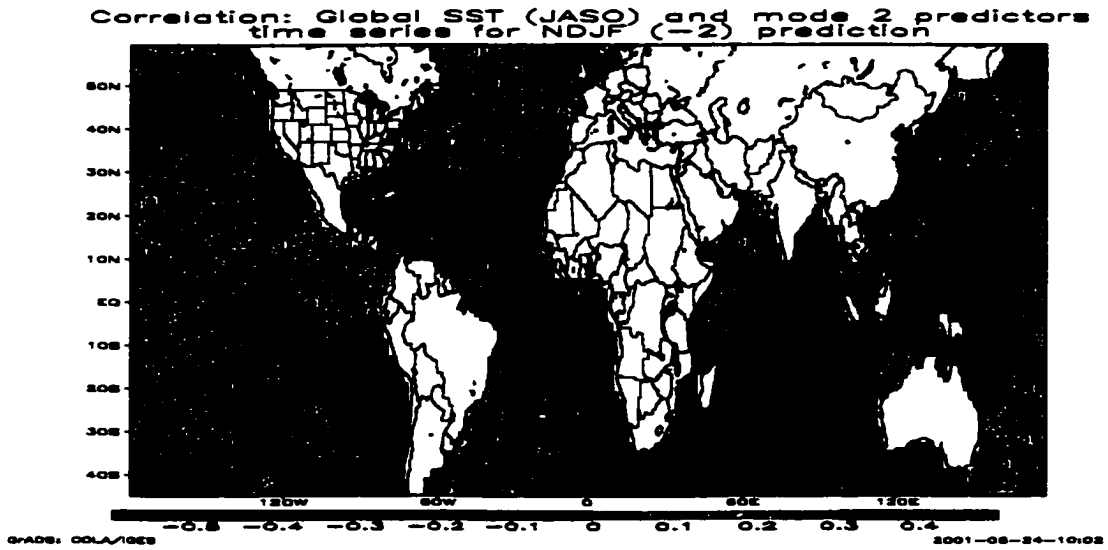 Correlation: Global SST (JASO) and mode 2 predictors
time series for NDJF (-2) prediction
50N
40N
30N
20N
10N
EQ
10S
20S
30S
40S
120W 60W 0 60E 120E
-0.5 -0.4 -0.3 -0.2 -0.1 0 0.1 0.2 0.3 0.4
GrADS: COLA/IGES 2001-06-24-10:02